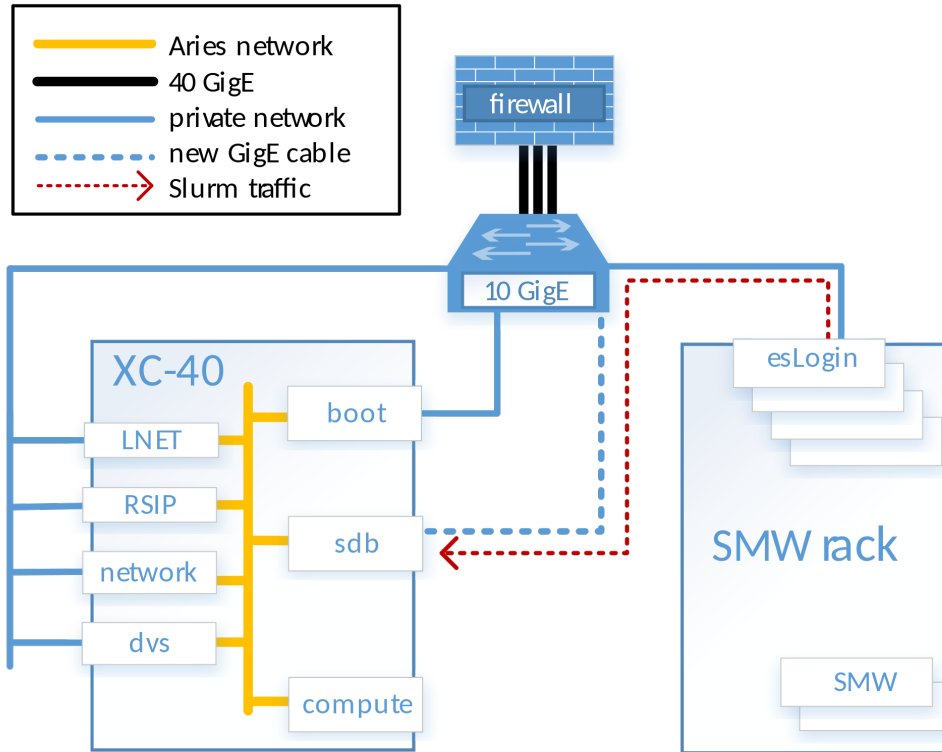 Aries network
40 GigE
private network
new GigE cable
Slurm traffic
firewall
10 GigE
XC-40
boot
LNET
RSIP
sdb
network
dvs
compute
esLogin
SMW rack
SMW